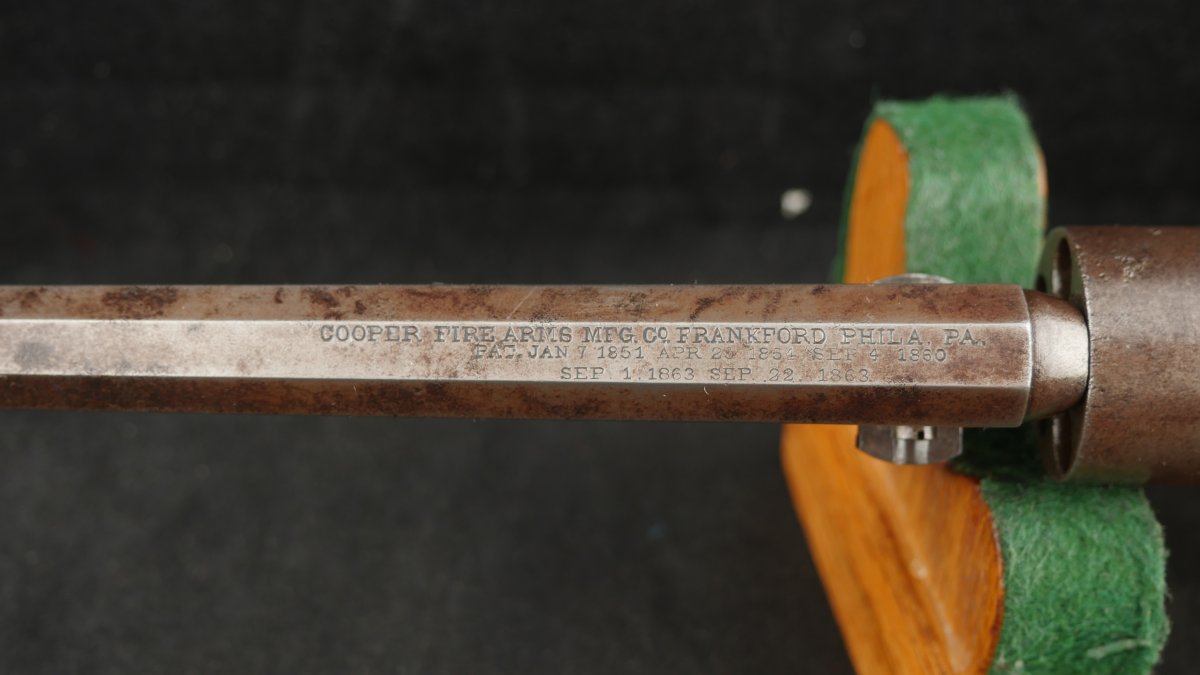 COOPER FIRE ARMS MFG. Co. FRANKFORD PHILA. PA.
PAT. JAN 7 1851 APR 25 1854 SEP 4 1860
SEP 1. 1863 SEP. 22. 1863